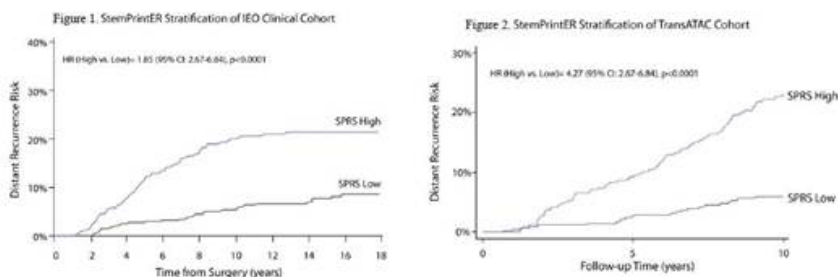 Figure 1. StemPrintER Stratification of IEO Clinical Cohort
40%
HR (High vs. Low)= 1.85 (95% CI: 2.67-6.84), p<0.0001
30%
SPRS High
20%
10%
SPRS Low
0%
0 2 4 6 8 10 12 14 16 18
Distant Recurrence Risk
Time from Surgery (years)
Figure 2. StemPrintER Stratification of TransATAC Cohort
30%
HR (High vs. Low)= 4.27 (95% CI: 2.67-6.84), p<0.0001
SPRS High
20%
10%
SPRS Low
0%
0 5 10
Distant Recurrence Risk
Follow-up Time (years)